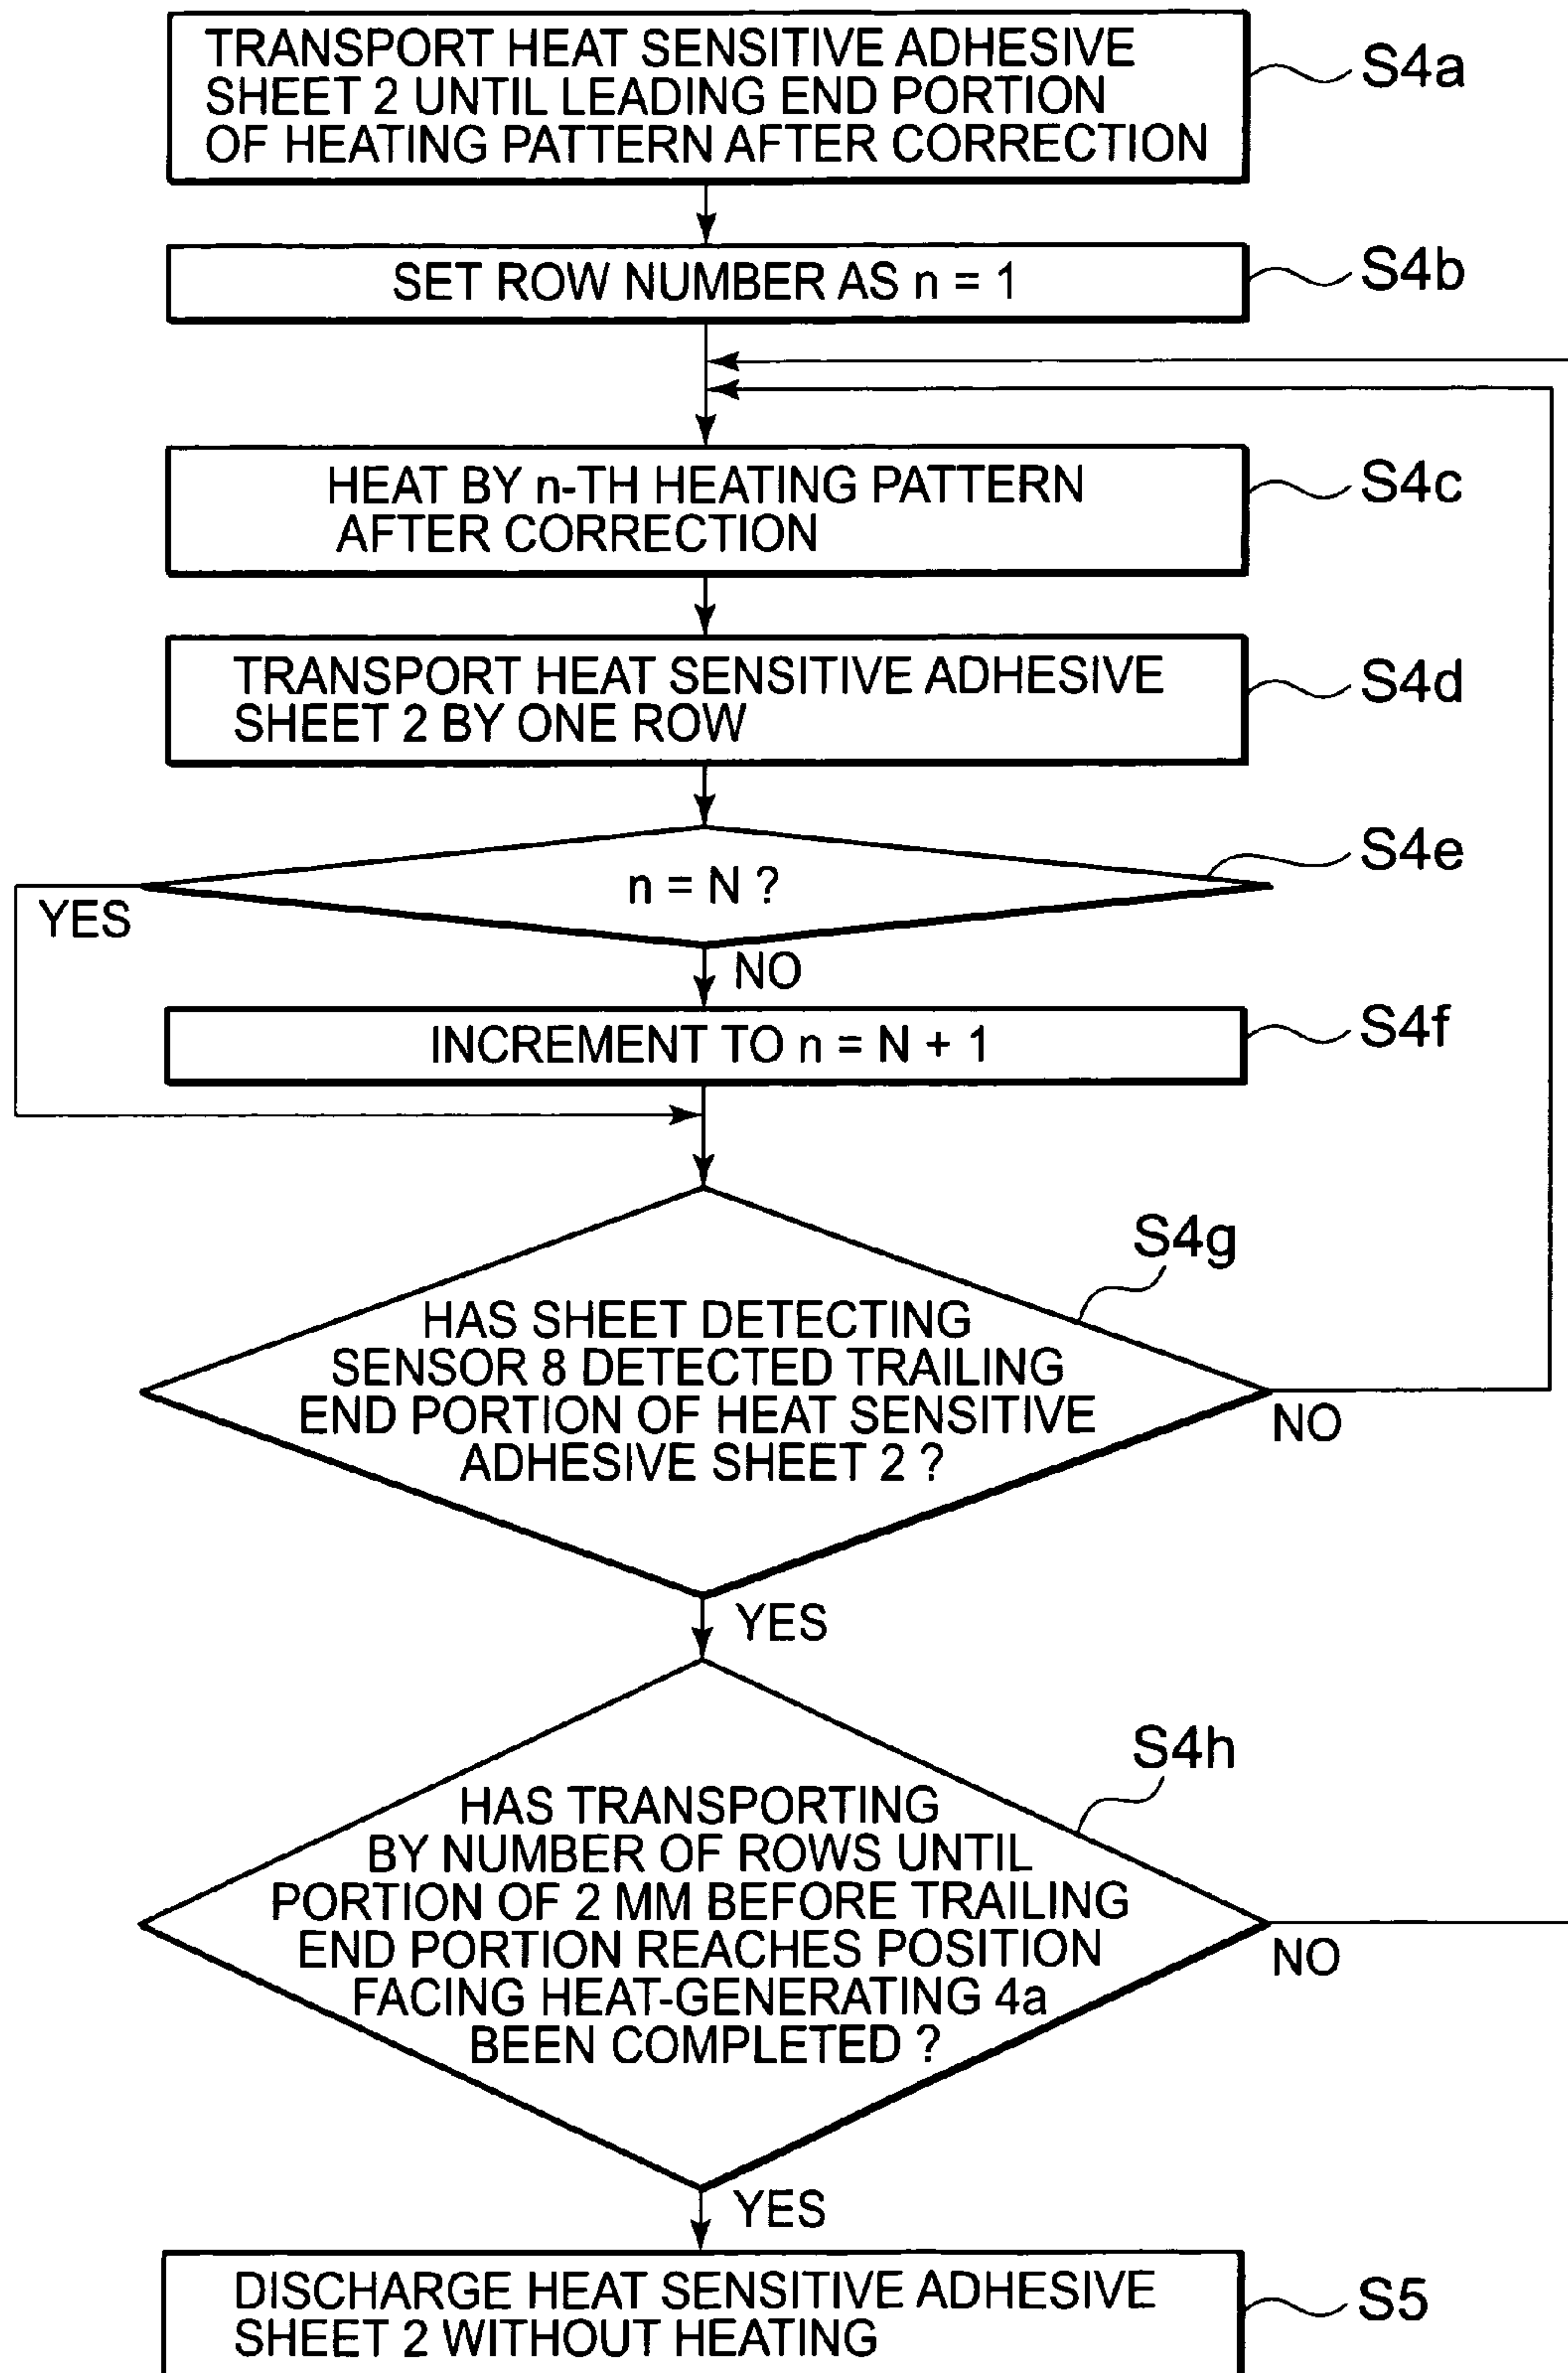 TRANSPORT HEAT SENSITIVE ADHESIVE
SHEET 2 UNTIL LEADING END PORTION
OF HEATING PATTERN AFTER CORRECTION
S4a
SET ROW NUMBER AS n = 1
S4b
HEAT BY n-TH HEATING PATTERN
AFTER CORRECTION
S4c
TRANSPORT HEAT SENSITIVE ADHESIVE
SHEET 2 BY ONE ROW
S4d
n = N ?
S4e
YES
NO
INCREMENT TO n = N + 1
S4f
S4g
HAS SHEET DETECTING
SENSOR 8 DETECTED TRAILING
END PORTION OF HEAT SENSITIVE
ADHESIVE SHEET 2 ?
NO
YES
S4h
HAS TRANSPORTING
BY NUMBER OF ROWS UNTIL
PORTION OF 2 MM BEFORE TRAILING
END PORTION REACHES POSITION
FACING HEAT-GENERATING 4a
BEEN COMPLETED ?
NO
YES
DISCHARGE HEAT SENSITIVE ADHESIVE
SHEET 2 WITHOUT HEATING
S5